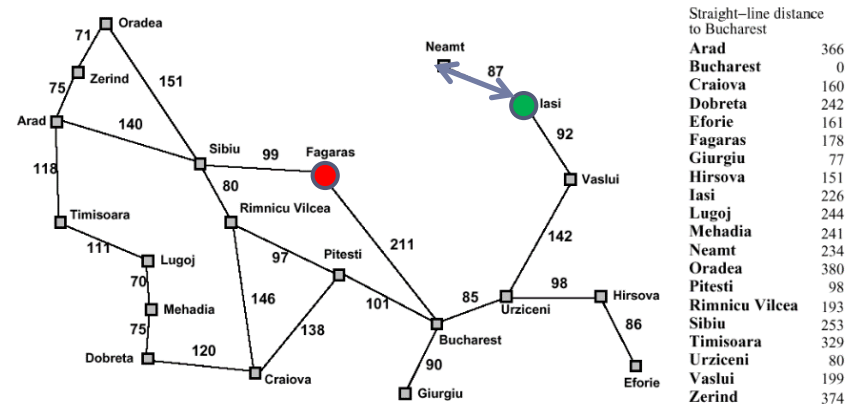 Oradea
71
Neamt
87
Zerind
151
75
Iasi
Arad
140
92
Sibiu
Fagaras
99
118
80
Vaslui
Rimnicu Vilcea
Timisoara
211
142
111
Lugoj
97
Pitesti
70
98
Hirsova
146
101
85
Mehadia
Urziceni
86
75
138
Bucharest
120
Dobreta
90
Eforie
Craiova
Giurgiu
Straight–line distance
to Bucharest
Arad 366
Bucharest 0
Craiova 160
Dobreta 242
Eforie 161
Fagaras 178
Giurgiu 77
Hirsova 151
Iasi 226
Lugoj 244
Mehadia 241
Neamt 234
Oradea 380
Pitesti 98
Rimnicu Vilcea 193
Sibiu 253
Timisoara 329
Urziceni 80
Vaslui 199
Zerind 374